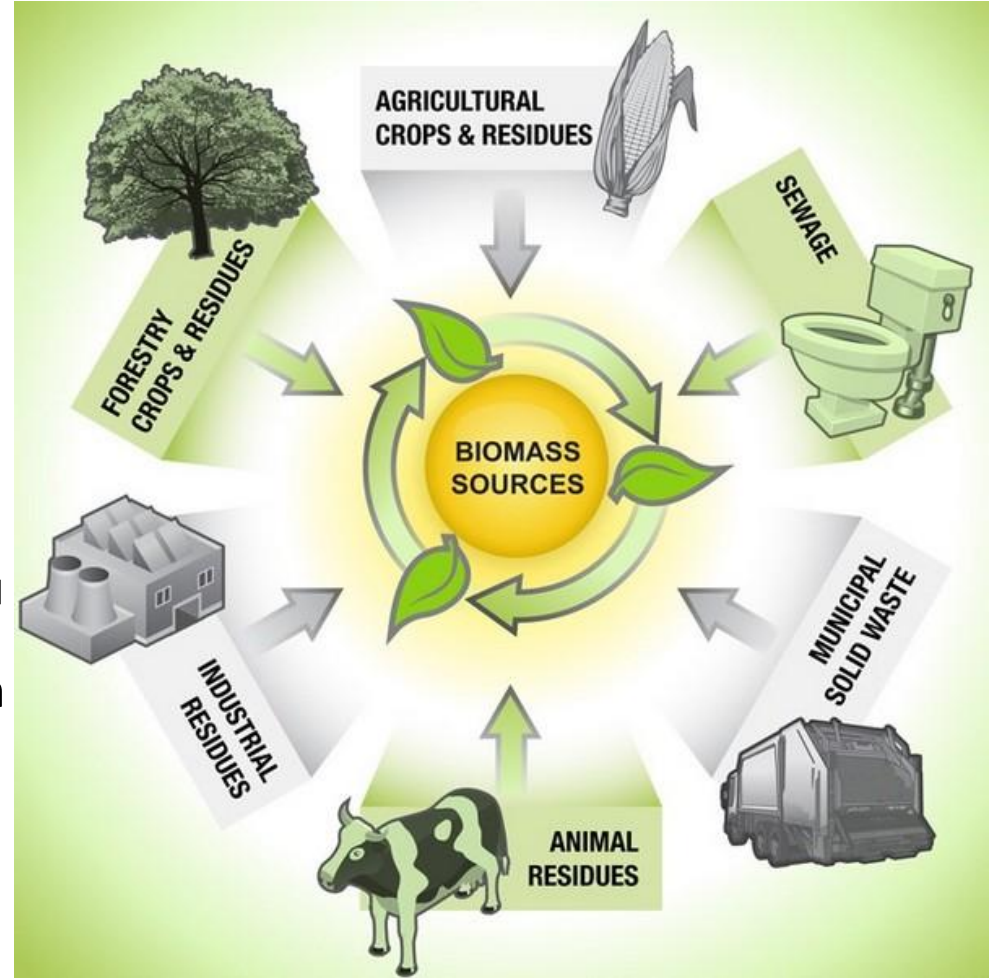 AGRICULTURAL
CROPS & RESIDUES
SEWAGE
FORESTRY
CROPS & RESIDUES
BIOMASS
SOURCES
MUNICIPAL
SOLID WASTE
INDUSTRIAL
RESIDUES
ANIMAL
RESIDUES